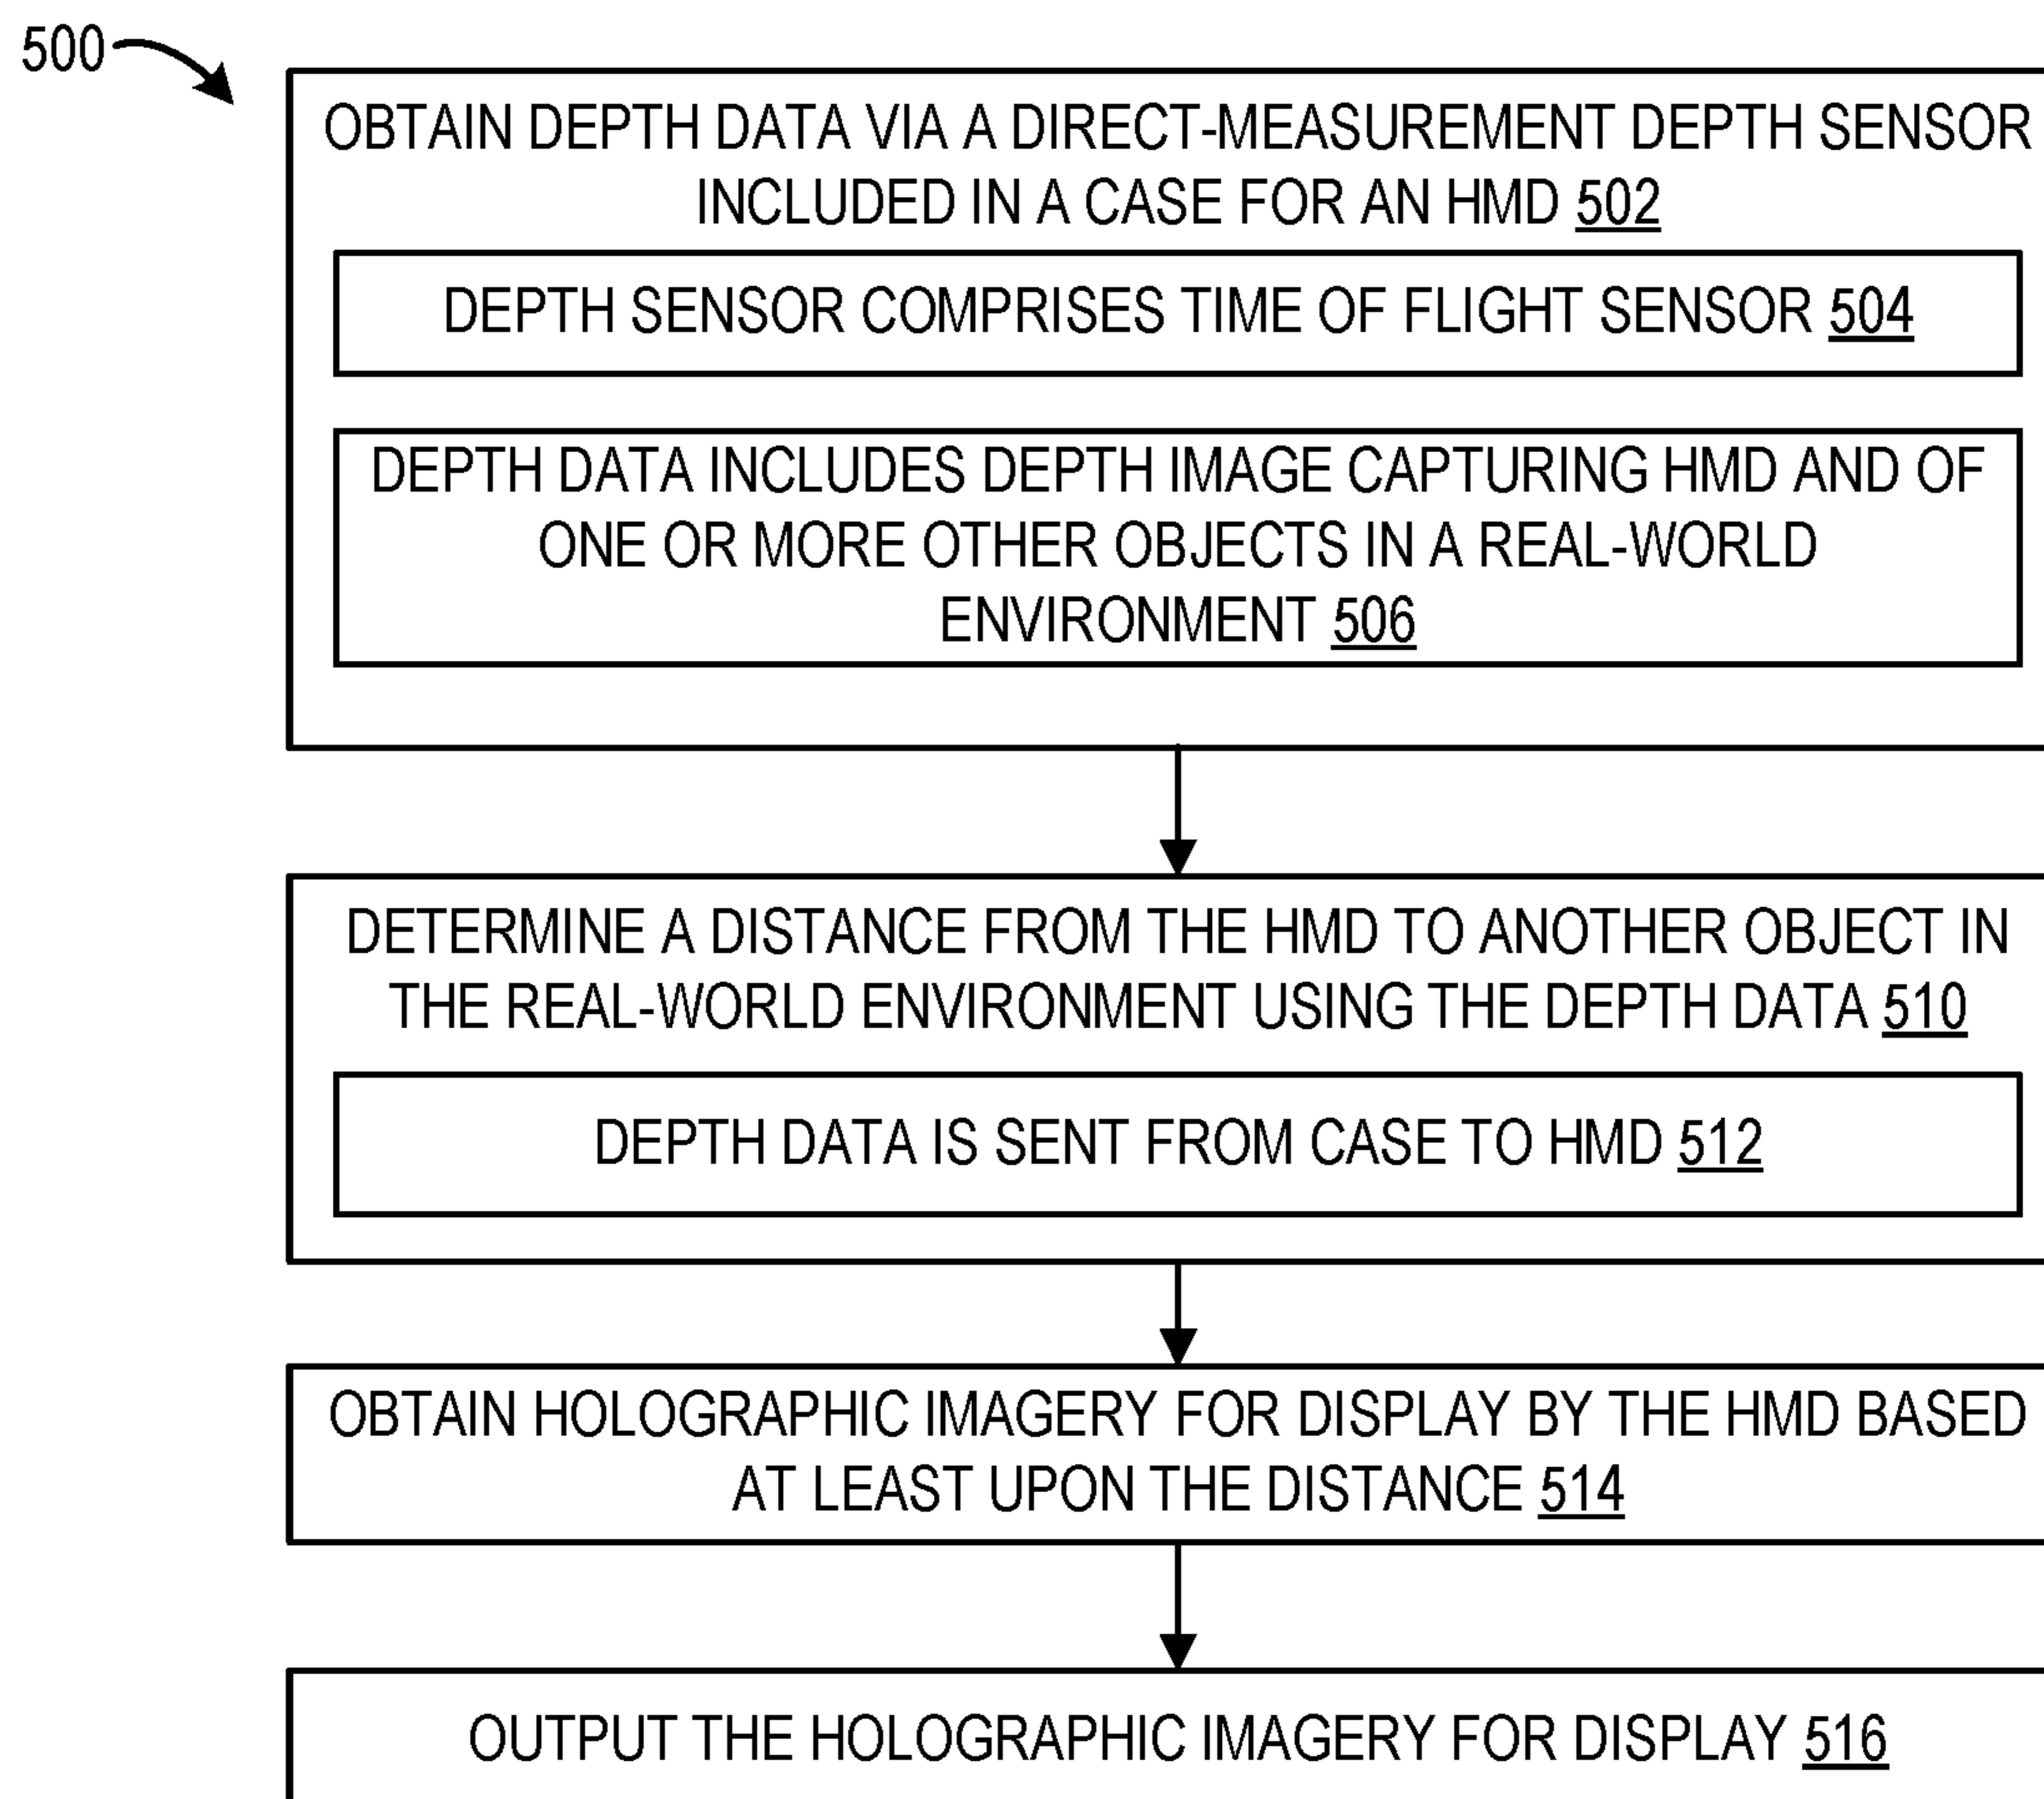 500
OBTAIN DEPTH DATA VIA A DIRECT-MEASUREMENT DEPTH SENSOR
INCLUDED IN A CASE FOR AN HMD 502
DEPTH SENSOR COMPRISES TIME OF FLIGHT SENSOR 504
DEPTH DATA INCLUDES DEPTH IMAGE CAPTURING HMD AND OF
ONE OR MORE OTHER OBJECTS IN A REAL-WORLD
ENVIRONMENT 506
DETERMINE A DISTANCE FROM THE HMD TO ANOTHER OBJECT IN
THE REAL-WORLD ENVIRONMENT USING THE DEPTH DATA 510
DEPTH DATA IS SENT FROM CASE TO HMD 512
OBTAIN HOLOGRAPHIC IMAGERY FOR DISPLAY BY THE HMD BASED
AT LEAST UPON THE DISTANCE 514
OUTPUT THE HOLOGRAPHIC IMAGERY FOR DISPLAY 516